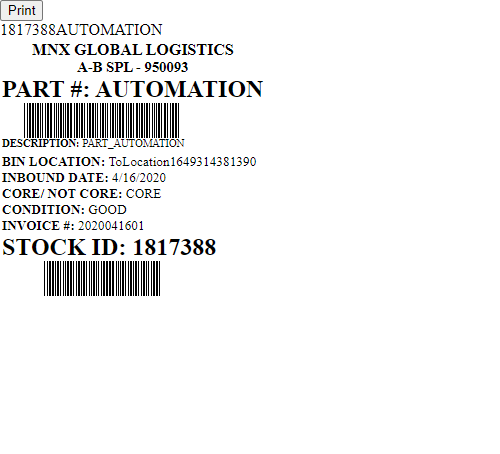 Print
1817388AUTOMATION
MNX GLOBAL LOGISTICS
A-B SPL - 950093
PART #: AUTOMATION
DESCRIPTION: PART_AUTOMATION
BIN LOCATION: ToLocation1649314381390
INBOUND DATE: 4/16/2020
CORE/ NOT CORE: CORE
CONDITION: GOOD
INVOICE #: 2020041601
STOCK ID: 1817388